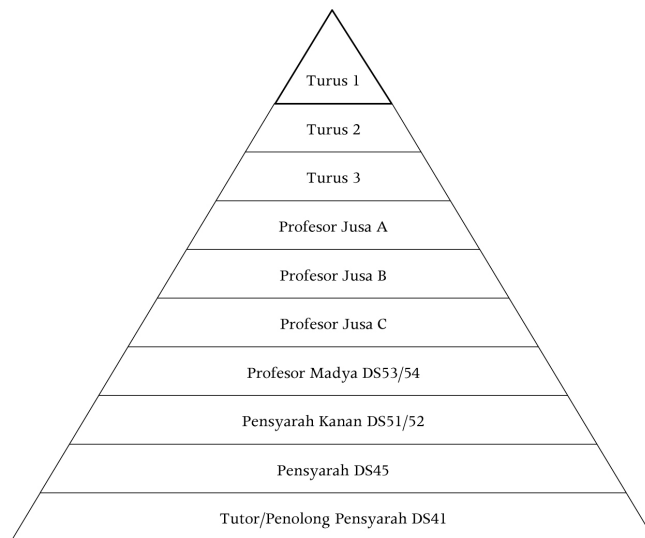 Turus 1
Turus 2
Turus 3
Profesor Jusa A
Profesor Jusa B
Profesor Jusa C
Profesor Madya DS53/54
Pensyarah Kanan DS51/52
Pensyarah DS45
Tutor/Penolong Pensyarah DS41